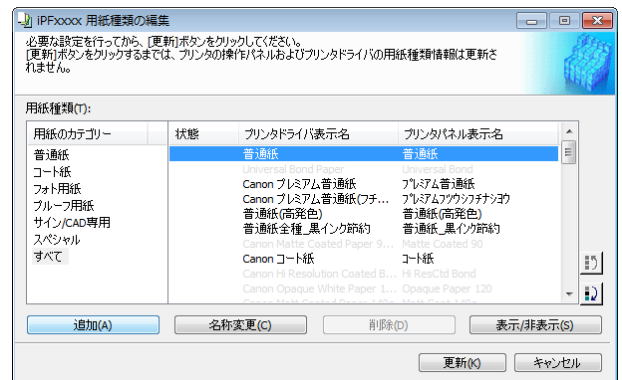 iPFxxxx 用紙種類の編集
必要な設定を行ってから、[更新]ボタンをクリックしてください。
[更新]ボタンをクリックするまでは、プリンタの操作パネルおよびプリンタドライバの用紙種類情報は更新さ
れません。
用紙種類(T):
用紙のカテゴリー 状態 プリンタドライバ表示名 プリンタパネル表示名
普通紙
コート紙
フォト用紙
プルーフ用紙
サイン/CAD専用
スペシャル
すべて
普通紙 普通紙
Universal Bond Paper Universal Bond
Canon プレミアム普通紙 プレミアム普通紙
Canon プレミアム普通紙(フチ... プレミアムフツウシフチナシヨウ
普通紙(高発色) 普通紙(高発色)
普通紙全種_黒インク節約 普通紙_黒インク節約
Canon Matte Coated Paper 9... Matte Coated 90
Canon コート紙 コート紙
Canon Hi Resolution Coated B... Hi ResCtd Bond
Canon Opaque White Paper 1... Opaque Paper 120
追加(A) 名称変更(C) 削除(D) 表示/非表示(S)
更新(K) キャンセル